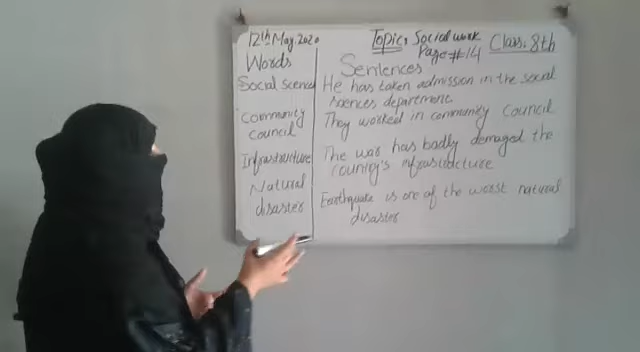 12th May, 2020
Topic: Social work
Page #14
Class: 8th
Words
Sentences
Social science
He has taken admission in the social
sciences department.
Community
council
They worked in community council
Infrastructure
The war has badly damaged the
country's infrastructure
Natural
disaster
Earthquake is one of the worst natural
disaster